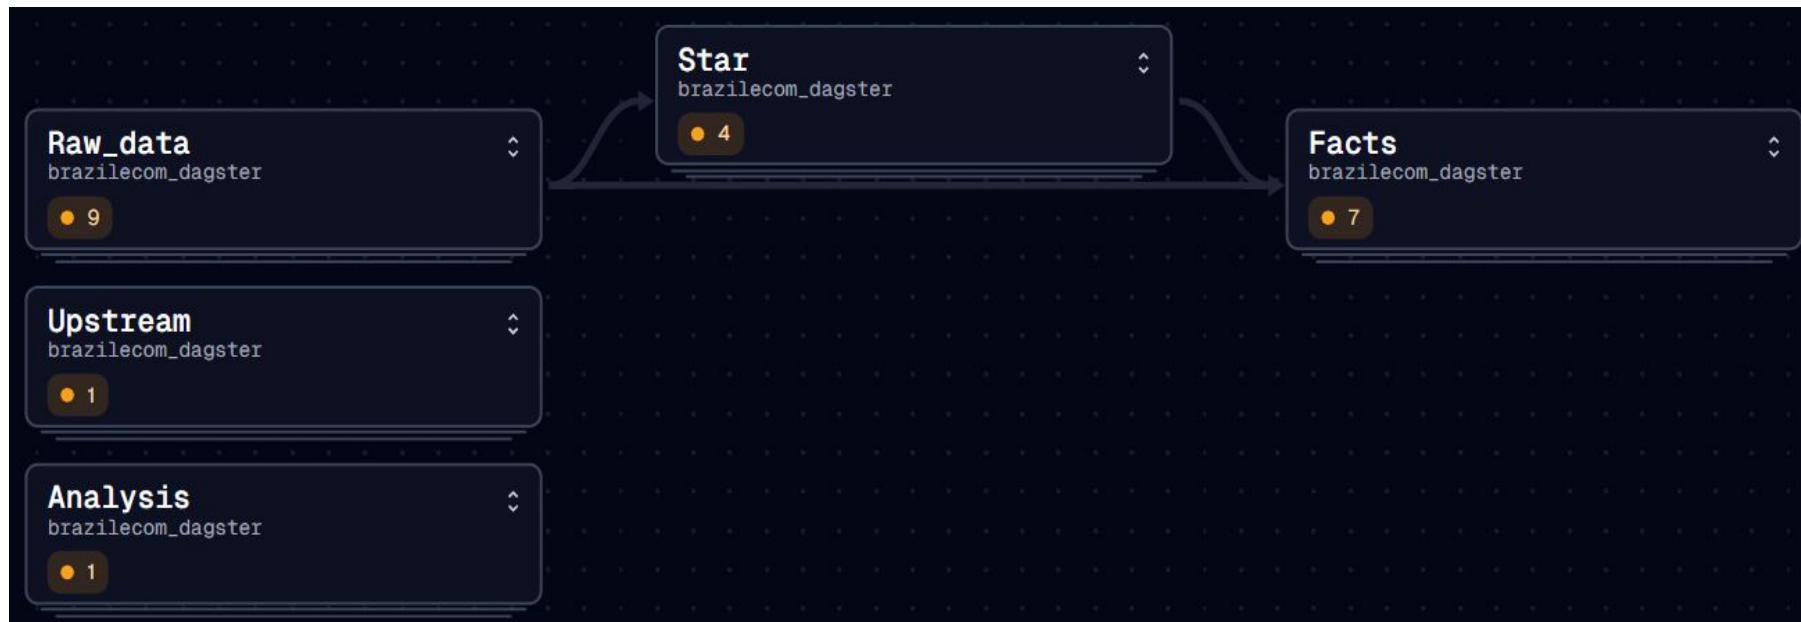 Star
brazilecom_dagster
4
Raw_data
brazilecom_dagster
9
Facts
brazilecom_dagster
7
Upstream
brazilecom_dagster
1
Analysis
brazilecom_dagster
1